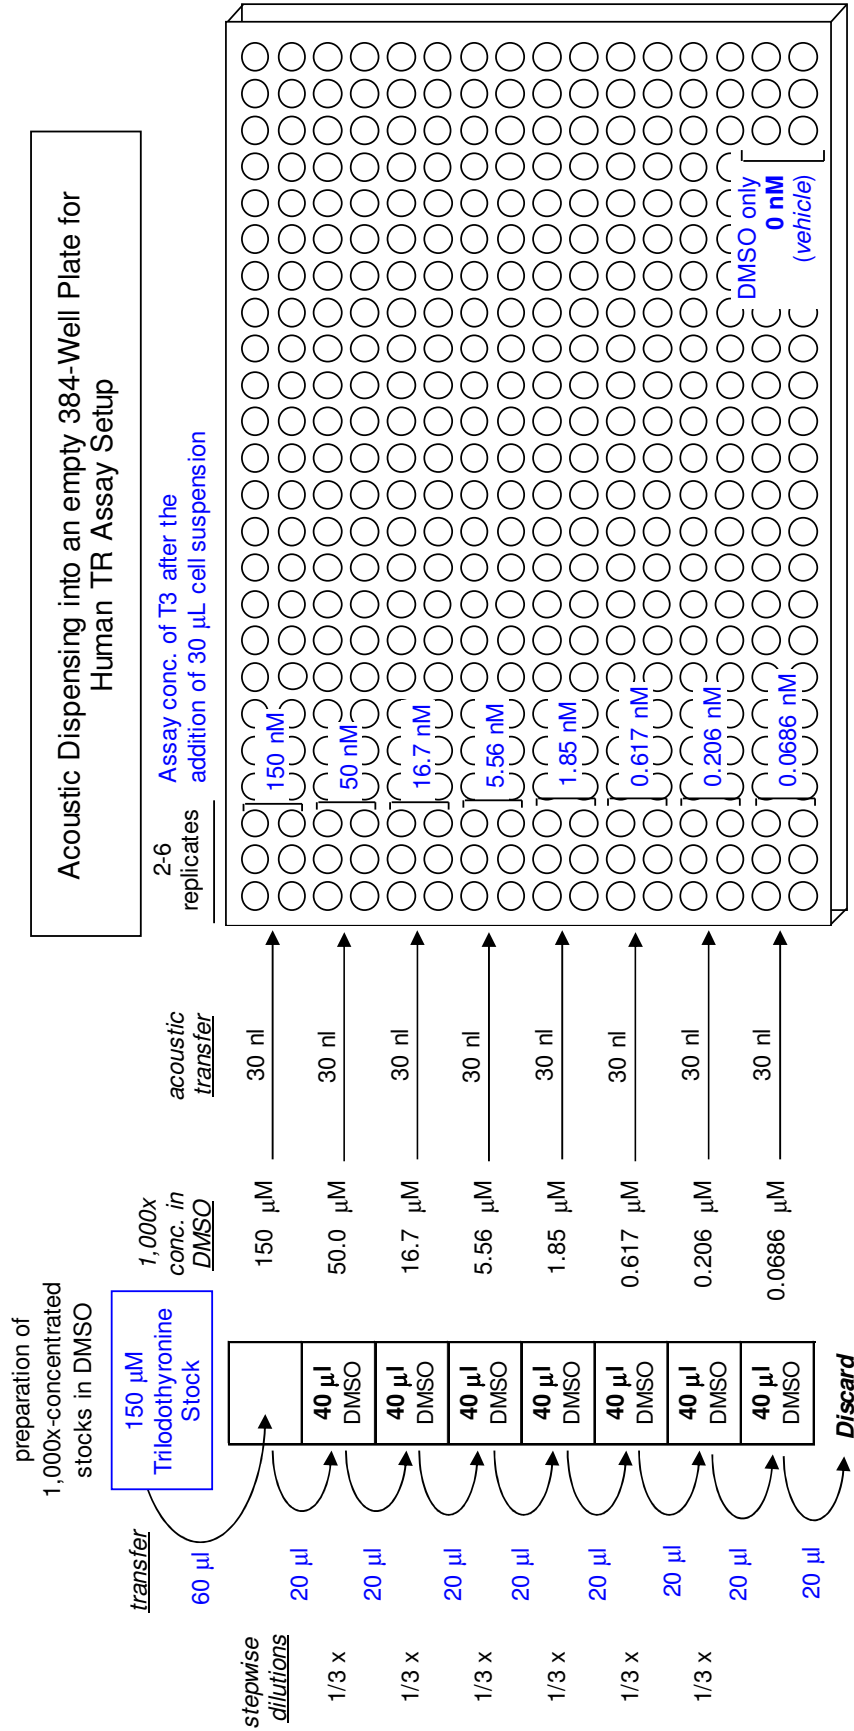 Acoustic Dispensing into an empty 384-Well Plate for
Human TR Assay Setup
preparation of
1,000x-concentrated
stocks in DMSO
transfer
60 μl
150 μM
Trilodothyronine
Stock
1,000x
conc. in
DMSO
acoustic
transfer
2-6
replicates
Assay conc. of T3 after the
addition of 30 μL cell suspension
stepwise
dilutions
20 μl
150 μM
30 nl
150 nM
1/3 x
20 μl
40 μl
DMSO
50.0 μM
30 nl
50 nM
1/3 x
20 μl
40 μl
DMSO
16.7 μM
30 nl
16.7 nM
1/3 x
20 μl
40 μl
DMSO
5.56 μM
30 nl
5.56 nM
1/3 x
20 μl
40 μl
DMSO
1.85 μM
30 nl
1.85 nM
1/3 x
20 μl
40 μl
DMSO
0.617 μM
30 nl
0.617 nM
1/3 x
20 μl
40 μl
DMSO
0.206 μM
30 nl
0.206 nM
20 μl
40 μl
DMSO
0.0686 μM
30 nl
0.0686 nM
DMSO only
0 nM
(vehicle)
Discard